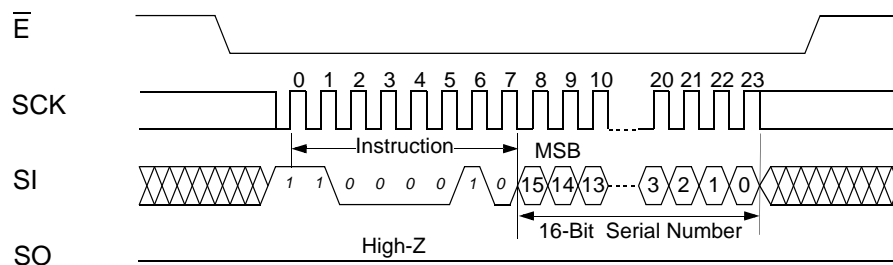 E
0 1 2 3 4 5 6 7 8 9 10 20 21 22 23
SCK
Instruction MSB
SI 1 1 0 0 0 0 1 0 15 14 13 3 2 1 0
16-Bit Serial Number
High-Z
SO